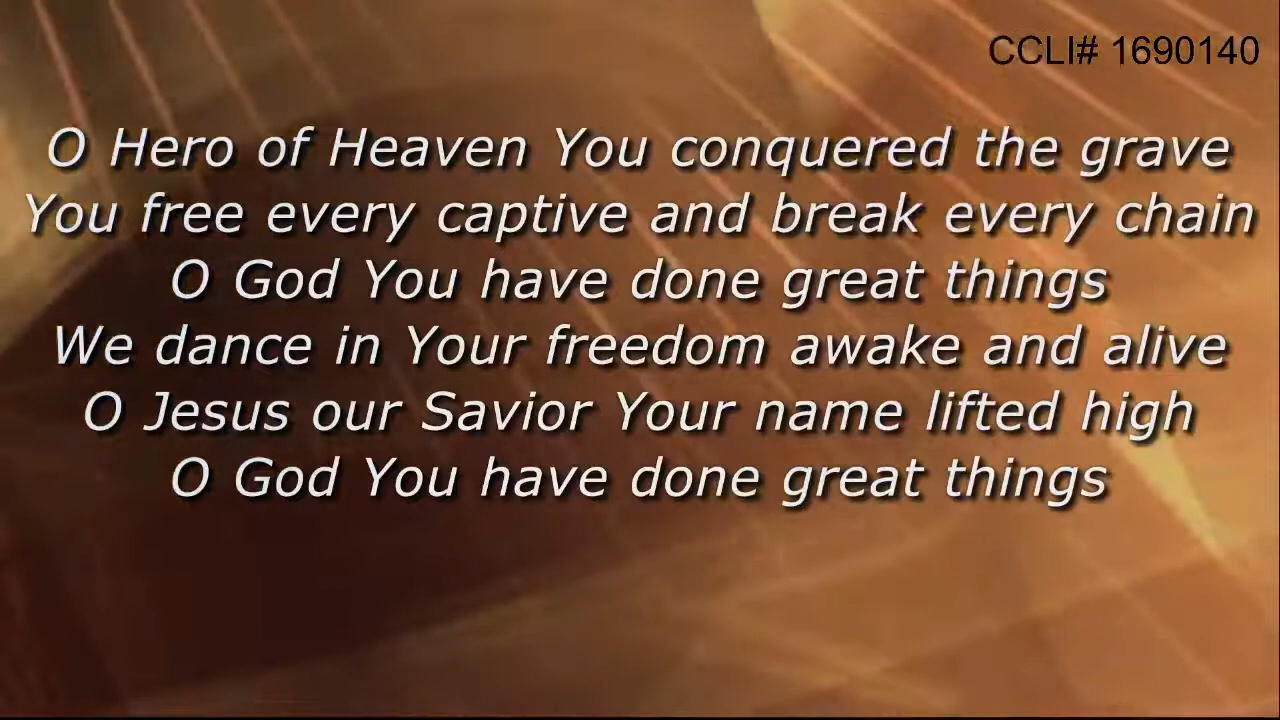 CCLI# 1690140
O Hero of Heaven You conquered the grave
You free every captive and break every chain
O God You have done great things
We dance in Your freedom awake and alive
O Jesus our Savior Your name lifted high
O God You have done great things